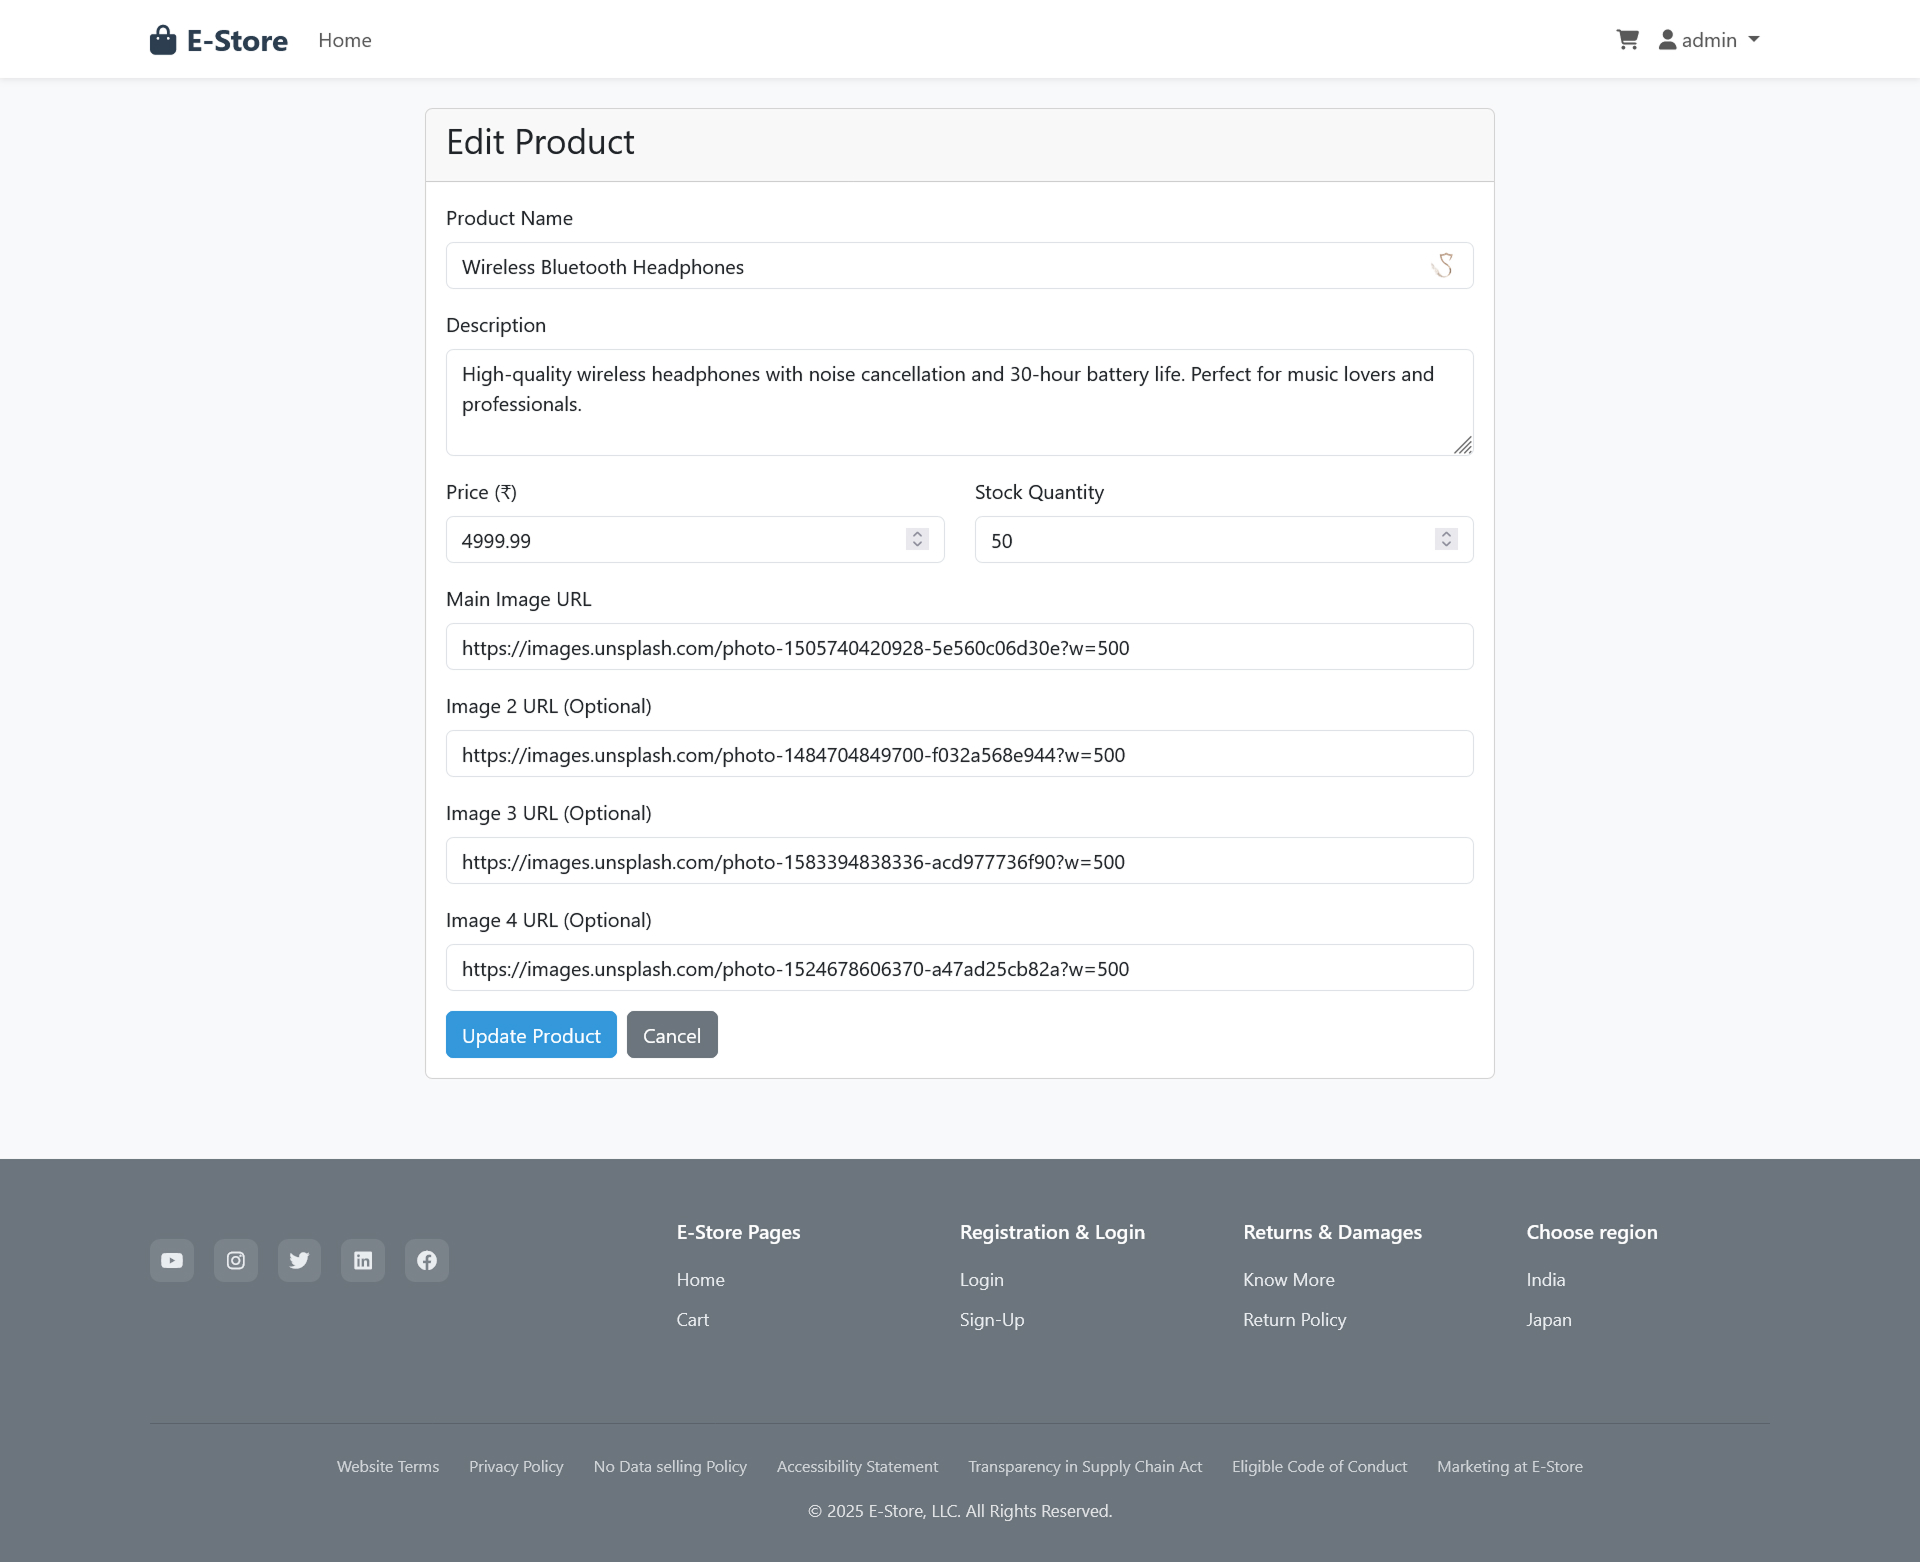 E-Store
Home
admin
Edit Product
Product Name
Wireless Bluetooth Headphones
Description
High-quality wireless headphones with noise cancellation and 30-hour battery life. Perfect for music lovers and
professionals.
Price (₹)
Stock Quantity
4999.99
50
Main Image URL
https://images.unsplash.com/photo-1505740420928-5e560c06d30e?w=500
Image 2 URL (Optional)
https://images.unsplash.com/photo-1484704849700-f032a568e944?w=500
Image 3 URL (Optional)
https://images.unsplash.com/photo-1583394838336-acd977736f90?w=500
Image 4 URL (Optional)
https://images.unsplash.com/photo-1524678606370-a47ad25cb82a?w=500
Update Product
Cancel
E-Store Pages
Home
Cart
Registration & Login
Login
Sign-Up
Returns & Damages
Know More
Return Policy
Choose region
India
Japan
Website Terms
Privacy Policy
No Data selling Policy
Accessibility Statement
Transparency in Supply Chain Act
Eligible Code of Conduct
Marketing at E-Store
© 2025 E-Store, LLC. All Rights Reserved.